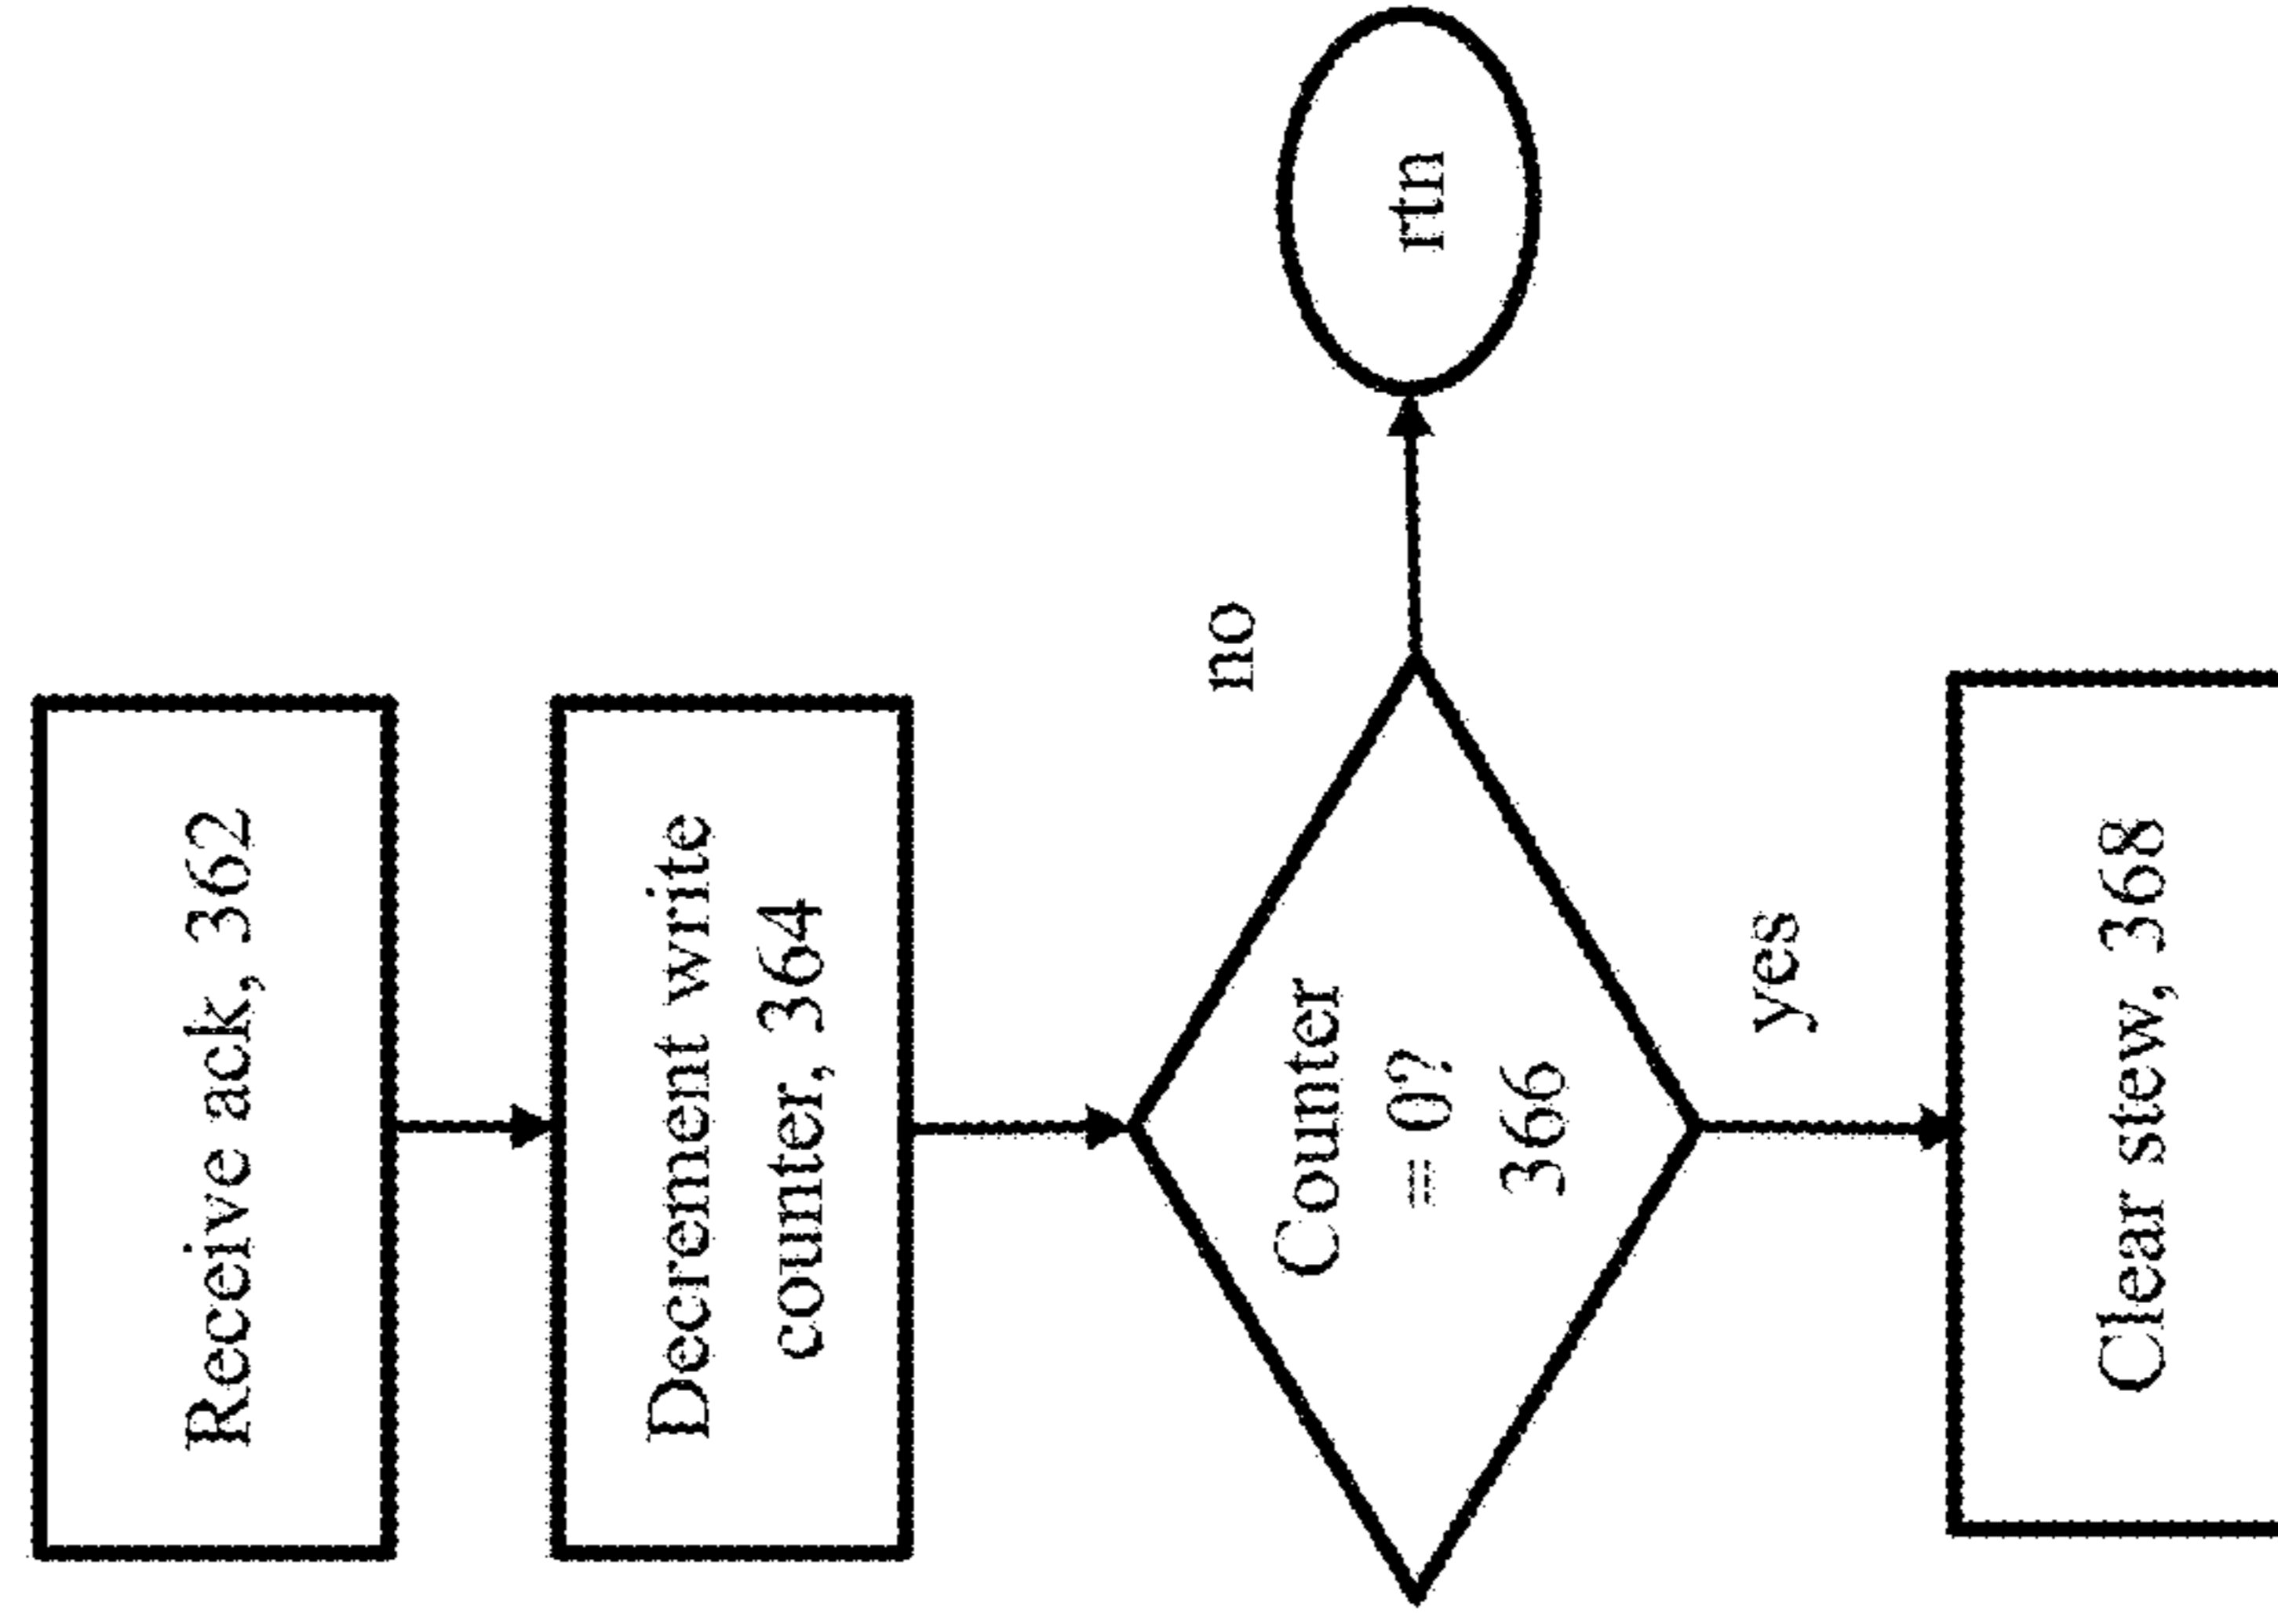 Receive ack, 362
Decrement write
counter, 364
Counter
= 0?
366
no
rtn
yes
Clear stew, 368